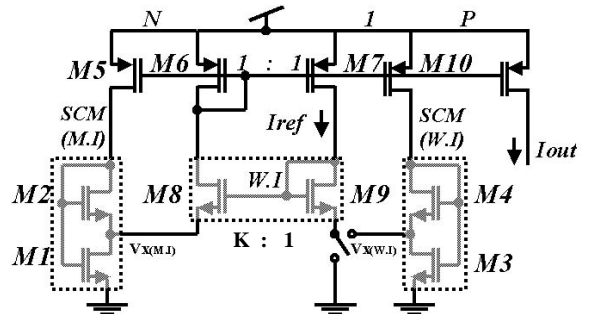 N 1 P
M5 M6 1 : 1 M7 M10
SCM (M.I)
Iref
SCM (W.I)
Iout
M2 M8 W.I M9 M4
VX(M.I) K : 1 VX(W.I)
M1 M3